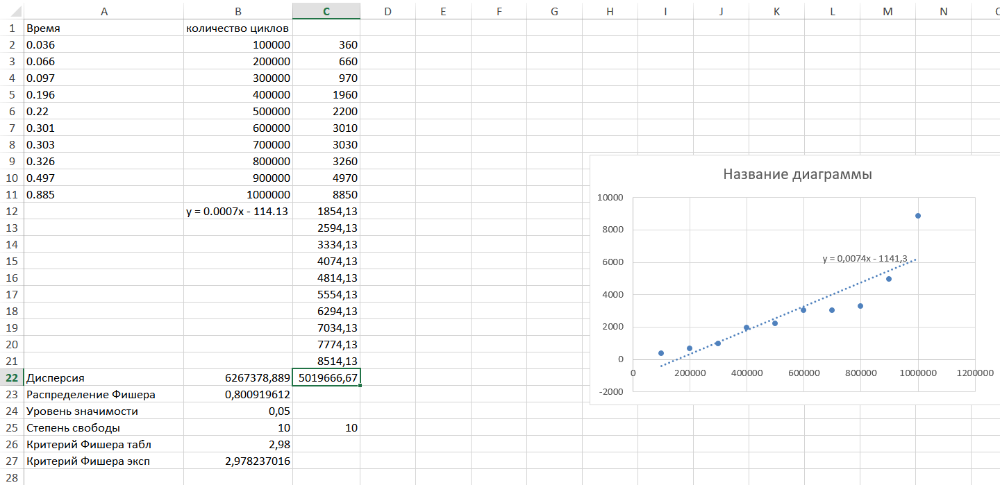 A B C D E F G H I J K L M N
1 Время количество циклов
2 0.036 100000 360
3 0.066 200000 660
4 0.097 300000 970
5 0.196 400000 1960
6 0.22 500000 2200
7 0.301 600000 3010
8 0.303 700000 3030
9 0.326 800000 3260
10 0.497 900000 4970
11 0.885 1000000 8850
12 y = 0.0007x - 114.13 1854,13
13 2594,13
14 3334,13
15 4074,13
16 4814,13
17 5554,13
18 6294,13
19 7034,13
20 7774,13
21 8514,13
22 Дисперсия 6267378,889 5019666,67
23 Распределение Фишера 0,800919612
24 Уровень значимости 0,05
25 Степень свободы 10 10
26 Критерий Фишера табл 2,98
27 Критерий Фишера эксп 2,978237016
28
Название диаграммы
10000
8000
6000
4000
2000
0
-2000
y = 0,0074x - 1141,3
0 200000 400000 600000 800000 1000000 1200000